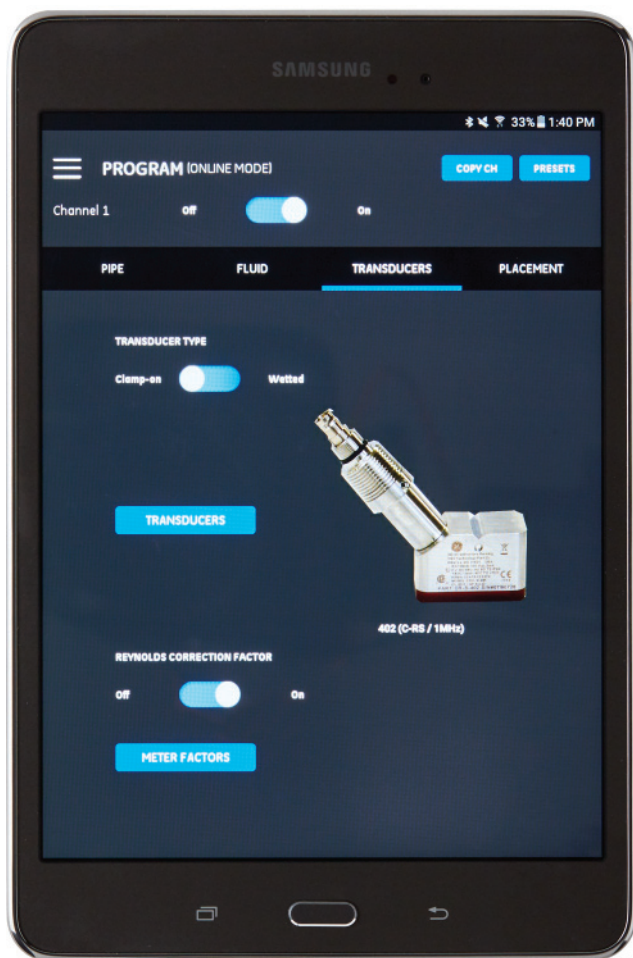 SAMSUNG
33% 1:40 PM
PROGRAM (ONLINE MODE)
COPY CH
PRESETS
Channel 1 Off On
PIPE FLUID TRANSDUCERS PLACEMENT
TRANSDUCER TYPE
Clamp-on Wetted
TRANSDUCERS
CE
402 (C-RS / 1MHz)
REYNOLDS CORRECTION FACTOR
Off On
METER FACTORS